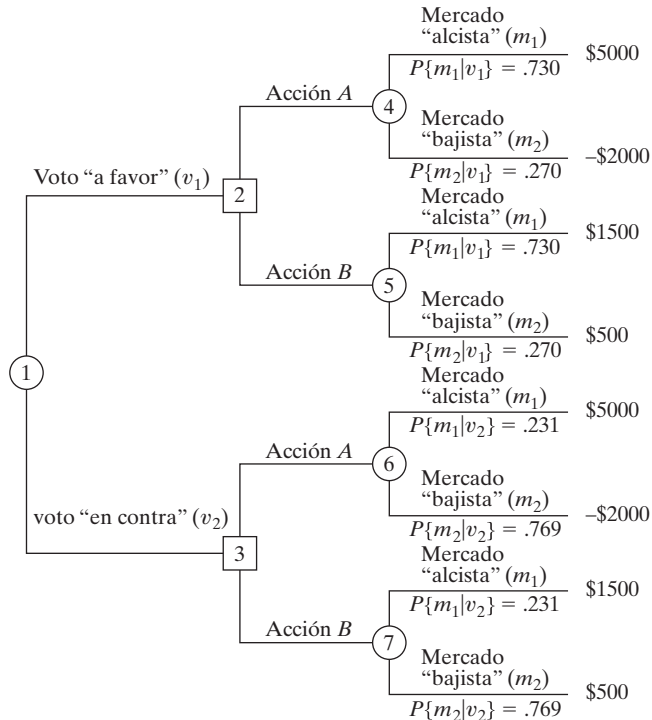 Mercado
“alcista” (m₁)
$5000
P{m₁|v₁} = .730
Acción A
4
Mercado
“bajista” (m₂)
–$2000
P{m₂|v₁} = .270
Voto “a favor” (v₁)
2
Mercado
“alcista” (m₁)
$1500
P{m₁|v₁} = .730
Acción B
5
Mercado
“bajista” (m₂)
$500
P{m₂|v₁} = .270
1
Mercado
“alcista” (m₁)
$5000
P{m₁|v₂} = .231
Acción A
6
Mercado
“bajista” (m₂)
–$2000
P{m₂|v₂} = .769
voto “en contra” (v₂)
3
Mercado
“alcista” (m₁)
$1500
P{m₁|v₂} = .231
Acción B
7
Mercado
“bajista” (m₂)
$500
P{m₂|v₂} = .769